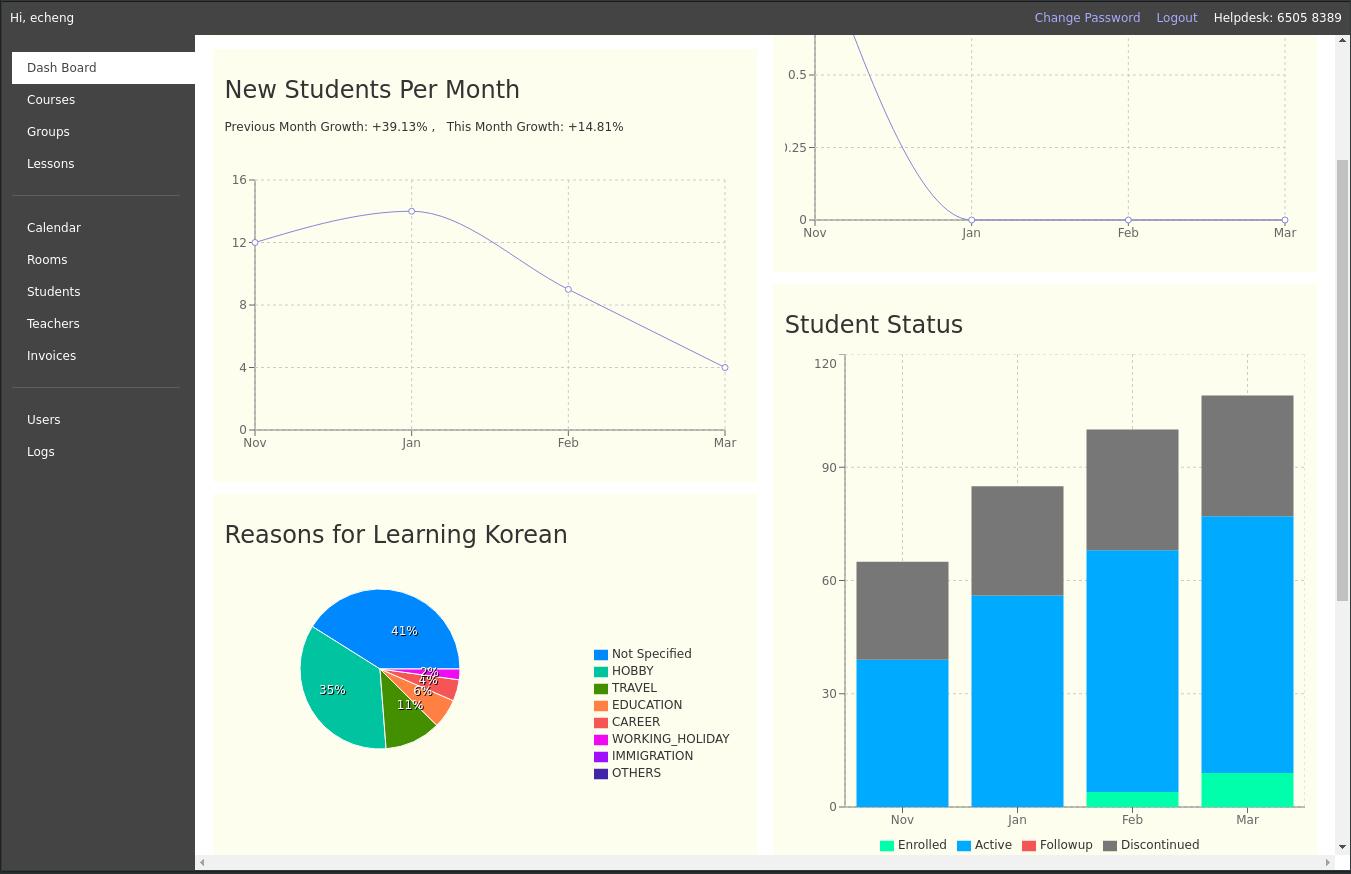 Hi, echeng
Change Password Logout Helpdesk: 6505 8389
Dash Board
Courses
Groups
Lessons
Calendar
Rooms
Students
Teachers
Invoices
Users
Logs
New Students Per Month
Previous Month Growth: +39.13% , This Month Growth: +14.81%
16
12
8
4
0
Nov Jan Feb Mar
Reasons for Learning Korean
41%
35%
11%
6%
4%
2%
Not Specified
HOBBY
TRAVEL
EDUCATION
CAREER
WORKING_HOLIDAY
IMMIGRATION
OTHERS
0.5
).25
0
Nov Jan Feb Mar
Student Status
120
90
60
30
0
Nov Jan Feb Mar
Enrolled Active Followup Discontinued